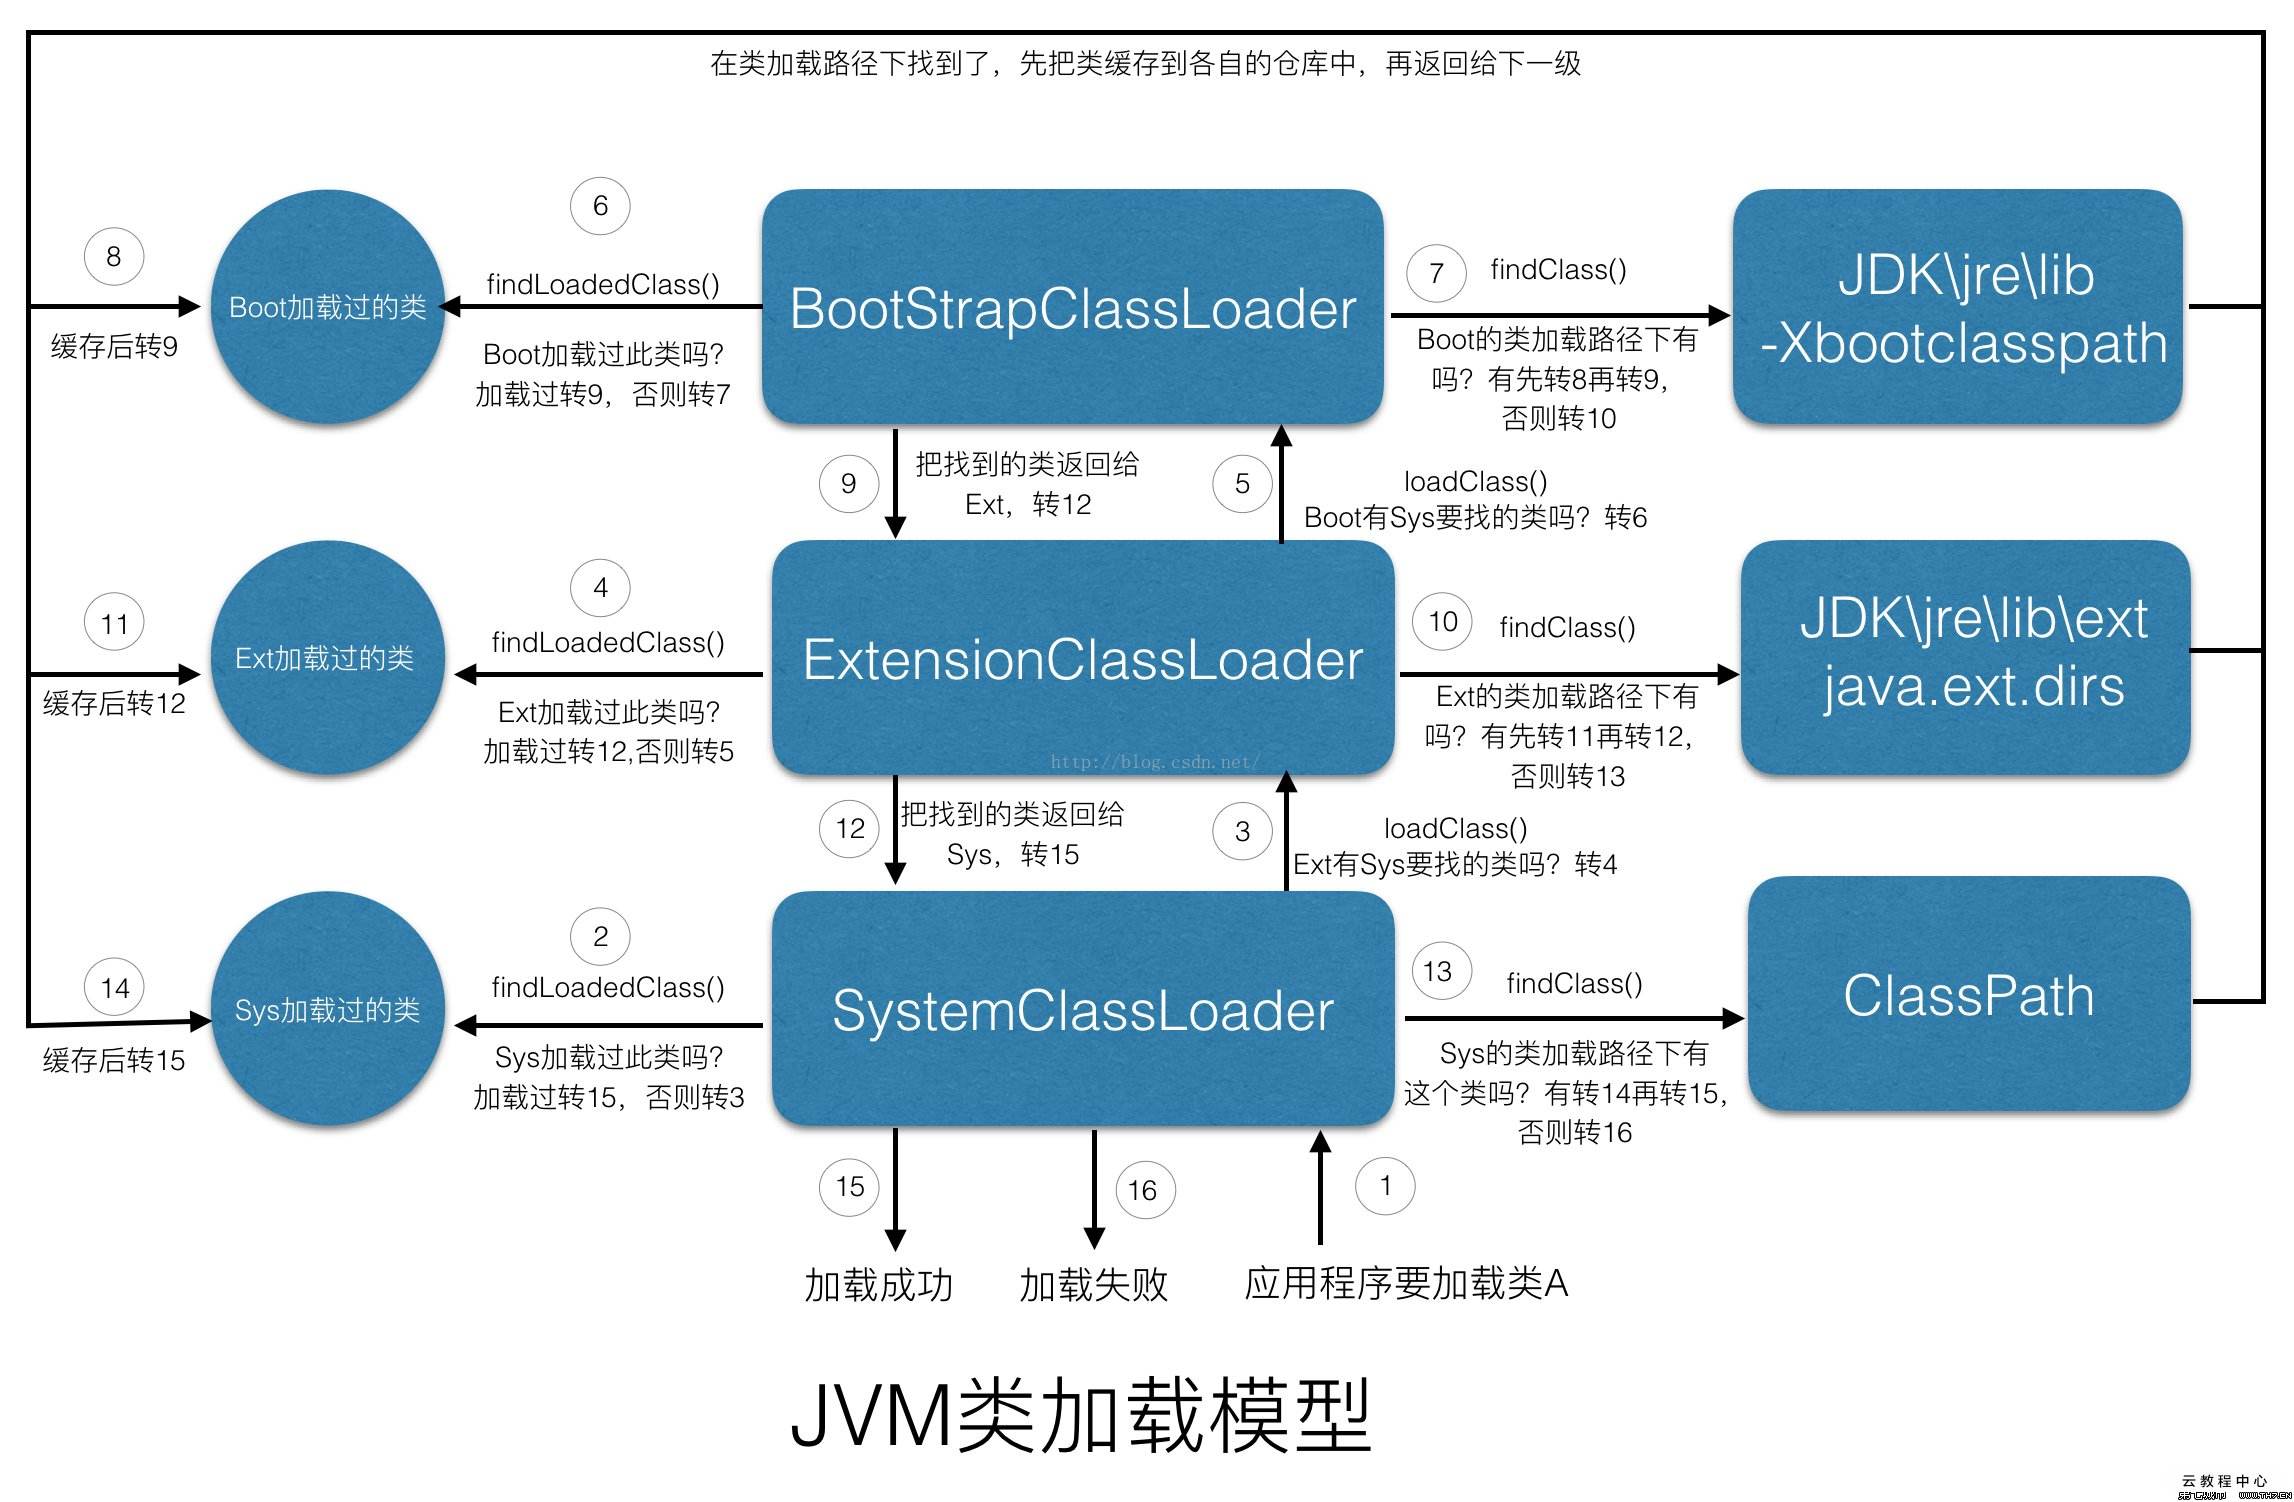 在类加载路径下找到了，先把类缓存到各自的仓库中，再返回给下一级
8
缓存后转9
Boot加载过的类
6
findLoadedClass()
Boot加载过此类吗？
加载过转9，否则转7
BootStrapClassLoader
7
findClass()
Boot的类加载路径下有
吗？有先转8再转9，
否则转10
JDK\jre\lib
-Xbootclasspath
9
把找到的类返回给
Ext，转12
5
loadClass()
Boot有Sys要找的类吗？转6
11
缓存后转12
Ext加载过的类
4
findLoadedClass()
Ext加载过此类吗？
加载过转12,否则转5
ExtensionClassLoader
http://blog.csdn.net/
10
findClass()
Ext的类加载路径下有
吗？有先转11再转12，
否则转13
JDK\jre\lib\ext
java.ext.dirs
12
把找到的类返回给
Sys，转15
3
loadClass()
Ext有Sys要找的类吗？转4
14
缓存后转15
Sys加载过的类
2
findLoadedClass()
Sys加载过此类吗？
加载过转15，否则转3
SystemClassLoader
13
findClass()
Sys的类加载路径下有
这个类吗？有转14再转15，
否则转16
ClassPath
15
16
1
加载成功
加载失败
应用程序要加载类A
JVM类加载模型
云教程中心